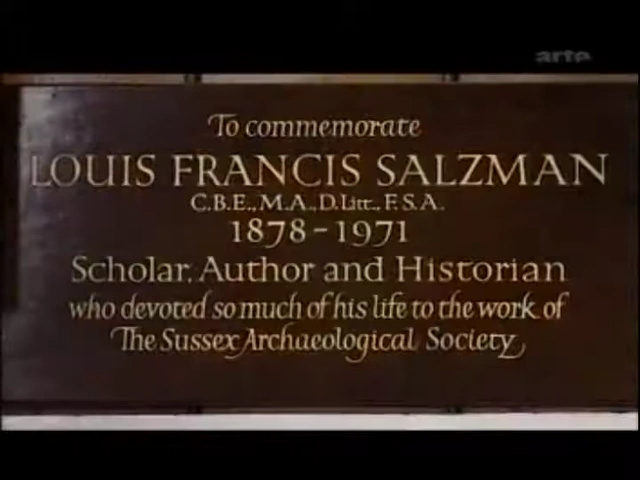 arte
To commemorate
LOUIS FRANCIS SALZMAN
C.B.E., M.A., D.Litt., F.S.A.
1878-1971
Scholar, Author and Historian
who devoted so much of his life to the work of
The Sussex Archaeological Society